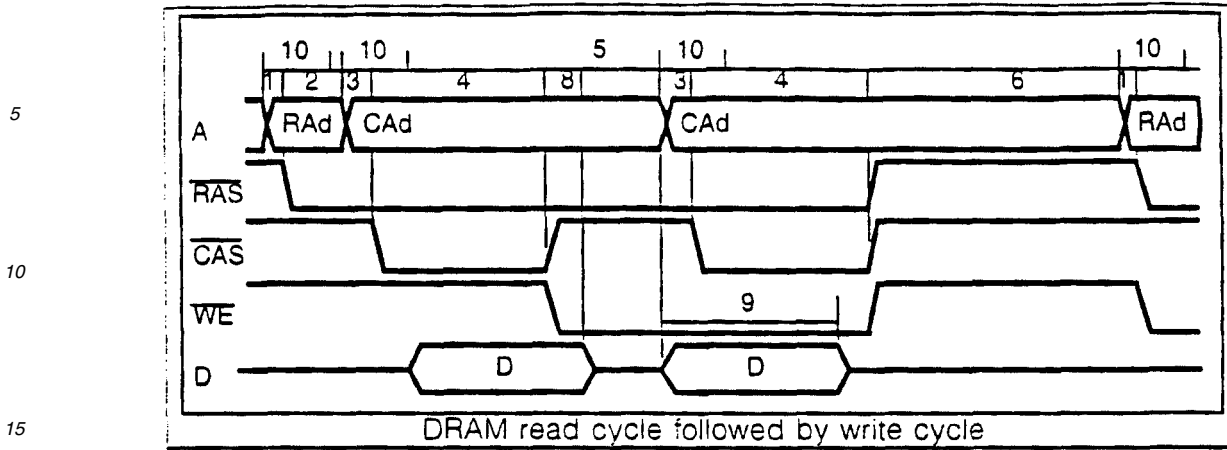 10 10 5 10 10
1 2 3 4 8 3 4 6 1
5
A RAd CAd CAd RAd
RAS
CAS
10
WE 9
D D D
15
DRAM read cycle followed by write cycle